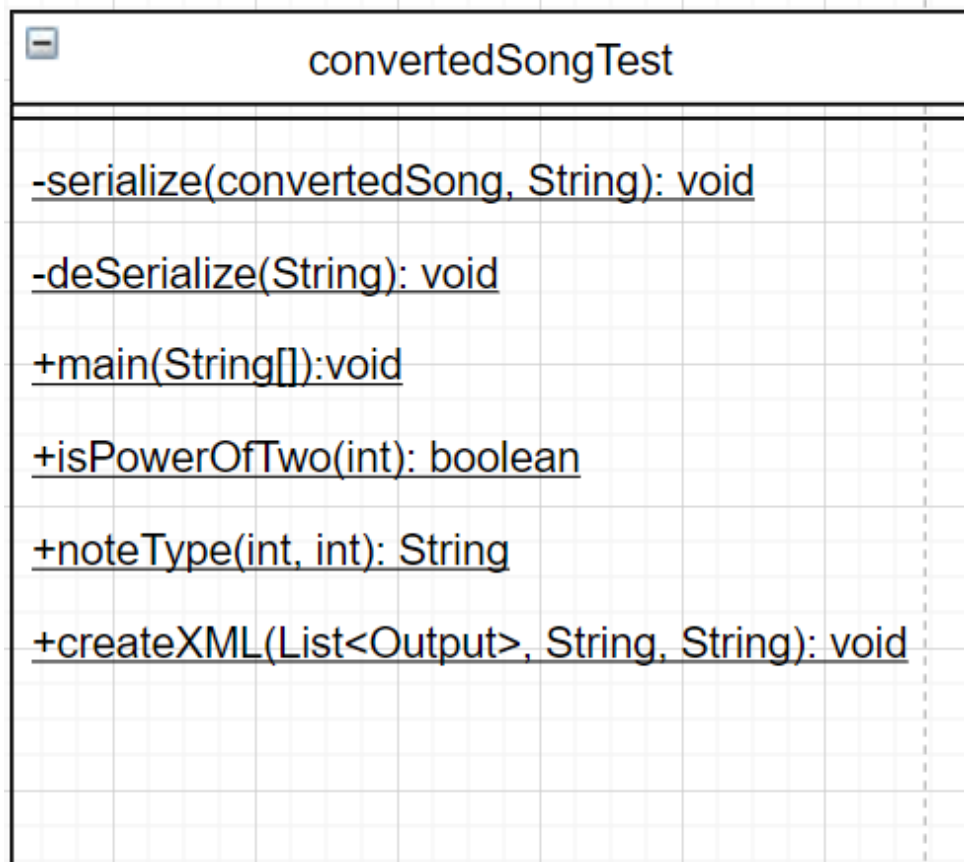 convertedSongTest
-serialize(convertedSong, String): void
-deSerialize(String): void
+main(String[]):void
+isPowerOfTwo(int): boolean
+noteType(int, int): String
+createXML(List<Output>, String, String): void